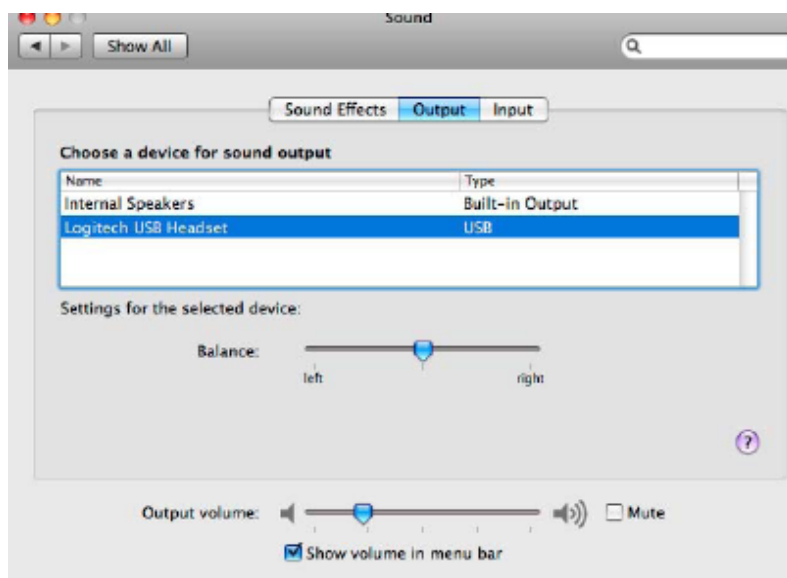 Sound
Show All
Sound Effects Output Input
Choose a device for sound output
Name Type
Internal Speakers Built-in Output
Logitech USB Headset USB
Settings for the selected device:
Balance:
left right
?
Output volume: Mute
Show volume in menu bar